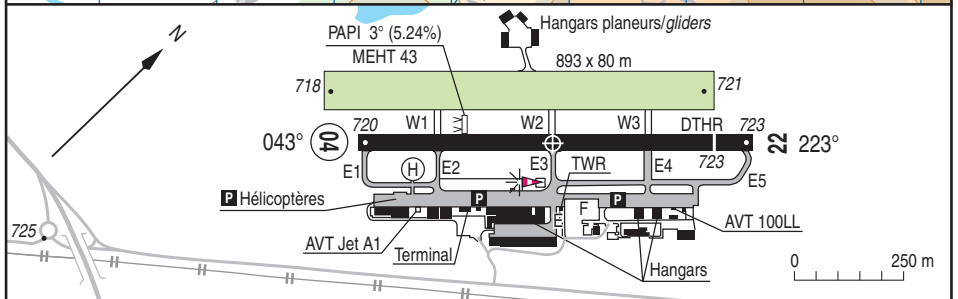 N
Hangars planeurs/gliders
PAPI 3° (5.24%)
MEHT 43
893 x 80 m
718
721
W1
W2
W3
DTHR
043°
04
720
723
22
223°
E1
H
E2
E3
TWR
E4
723
E5
P Hélicoptères
P
P
F
725
AVT Jet A1
Terminal
AVT 100LL
Hangars
0
250 m